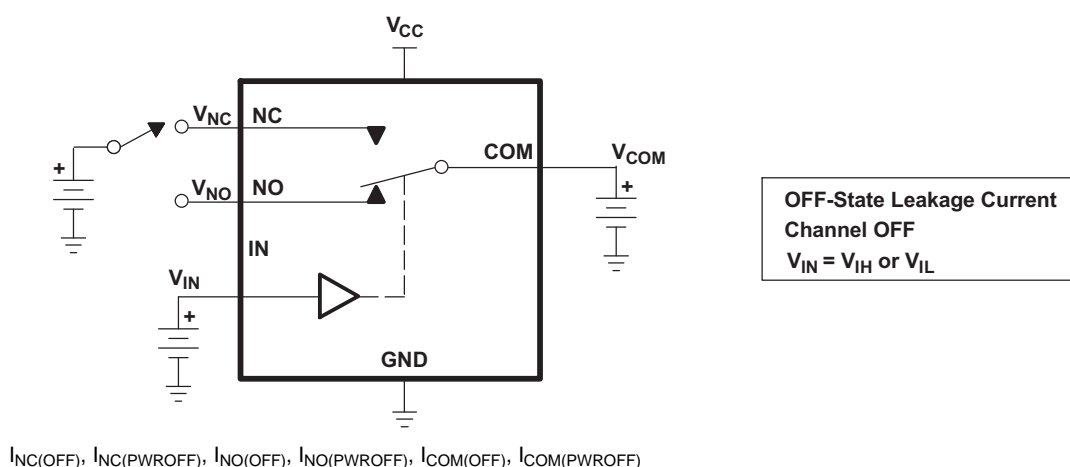 VCC
VNC NC
COM VCOM
+
VNO NO
+
IN
VIN
+
GND
OFF-State Leakage Current
Channel OFF
VIN = VIH or VIL
INC(OFF), INC(PWROFF), INO(OFF), INO(PWROFF), ICOM(OFF), ICOM(PWROFF)